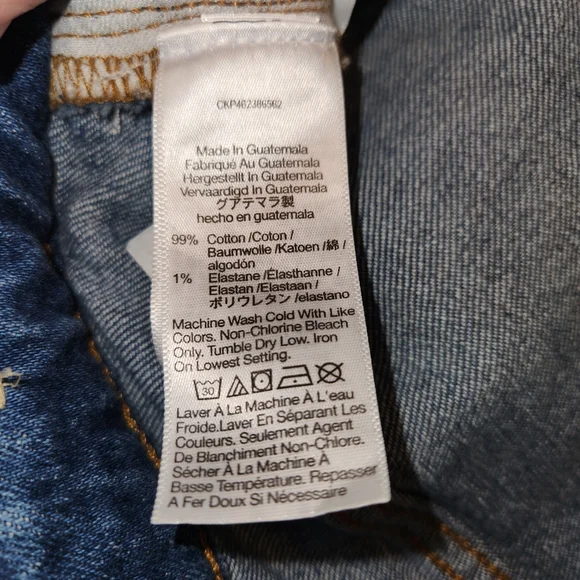 CKP462386562
Made In Guatemala
Fabriqué Au Guatemala
Hergestellt In Guatemala
Vervaardigd In Guatemala
グアテマラ製
hecho en guatemala
99% Cotton /Coton /
Baumwolle /Katoen /綿 /
algodón
1% Elastane /Élasthanne /
Elastan /Elastaan /
ポリウレタン /elastano
Machine Wash Cold With Like
Colors. Non-Chlorine Bleach
Only. Tumble Dry Low. Iron
On Lowest Setting.
30
Laver À La Machine À L'eau
Froide.Laver En Séparant Les
Couleurs. Seulement Agent
De Blanchiment Non-Chlore.
Sécher À La Machine À
Basse Température. Repasser
A Fer Doux Si Nécessaire